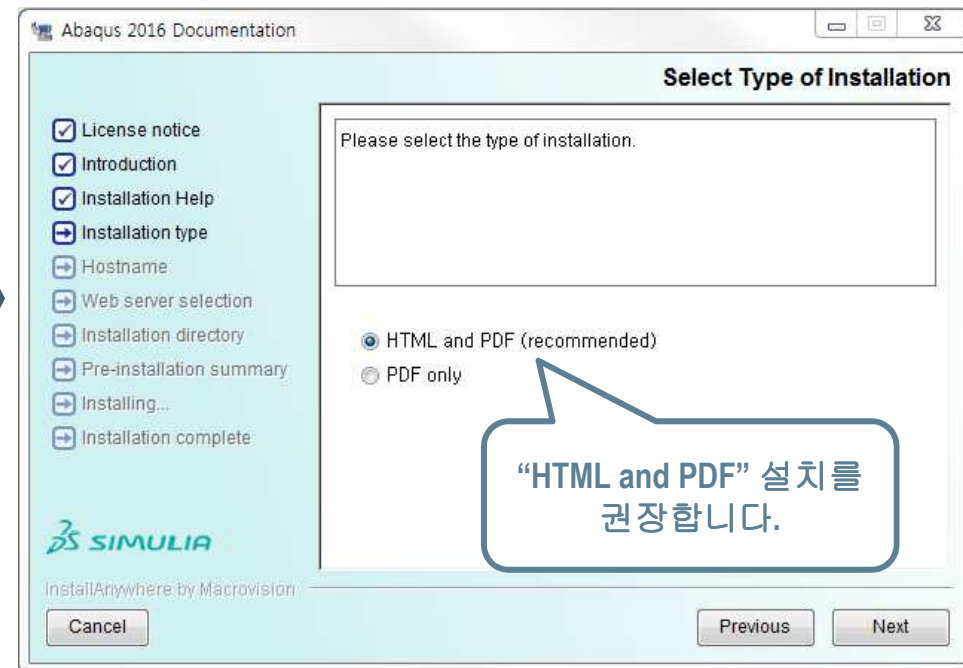 Abaqus 2016 Documentation
Select Type of Installation
License notice
Introduction
Installation Help
Installation type
Hostname
Web server selection
Installation directory
Pre-installation summary
Installing...
Installation complete
Please select the type of installation.
HTML and PDF (recommended)
PDF only
“HTML and PDF” 설치를
권장합니다.
SIMULIA
InstallAnywhere by Macrovision
Cancel
Previous
Next